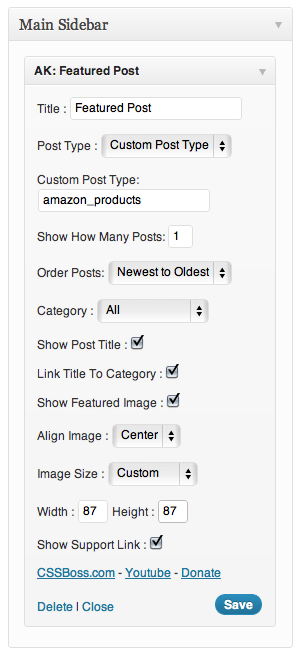 Main Sidebar
AK: Featured Post
Title : Featured Post
Post Type : Custom Post Type
Custom Post Type:
amazon_products
Show How Many Posts: 1
Order Posts: Newest to Oldest
Category : All
Show Post Title :
Link Title To Category :
Show Featured Image :
Align Image : Center
Image Size : Custom
Width : 87 Height : 87
Show Support Link :
CSSBoss.com - Youtube - Donate
Delete | Close Save